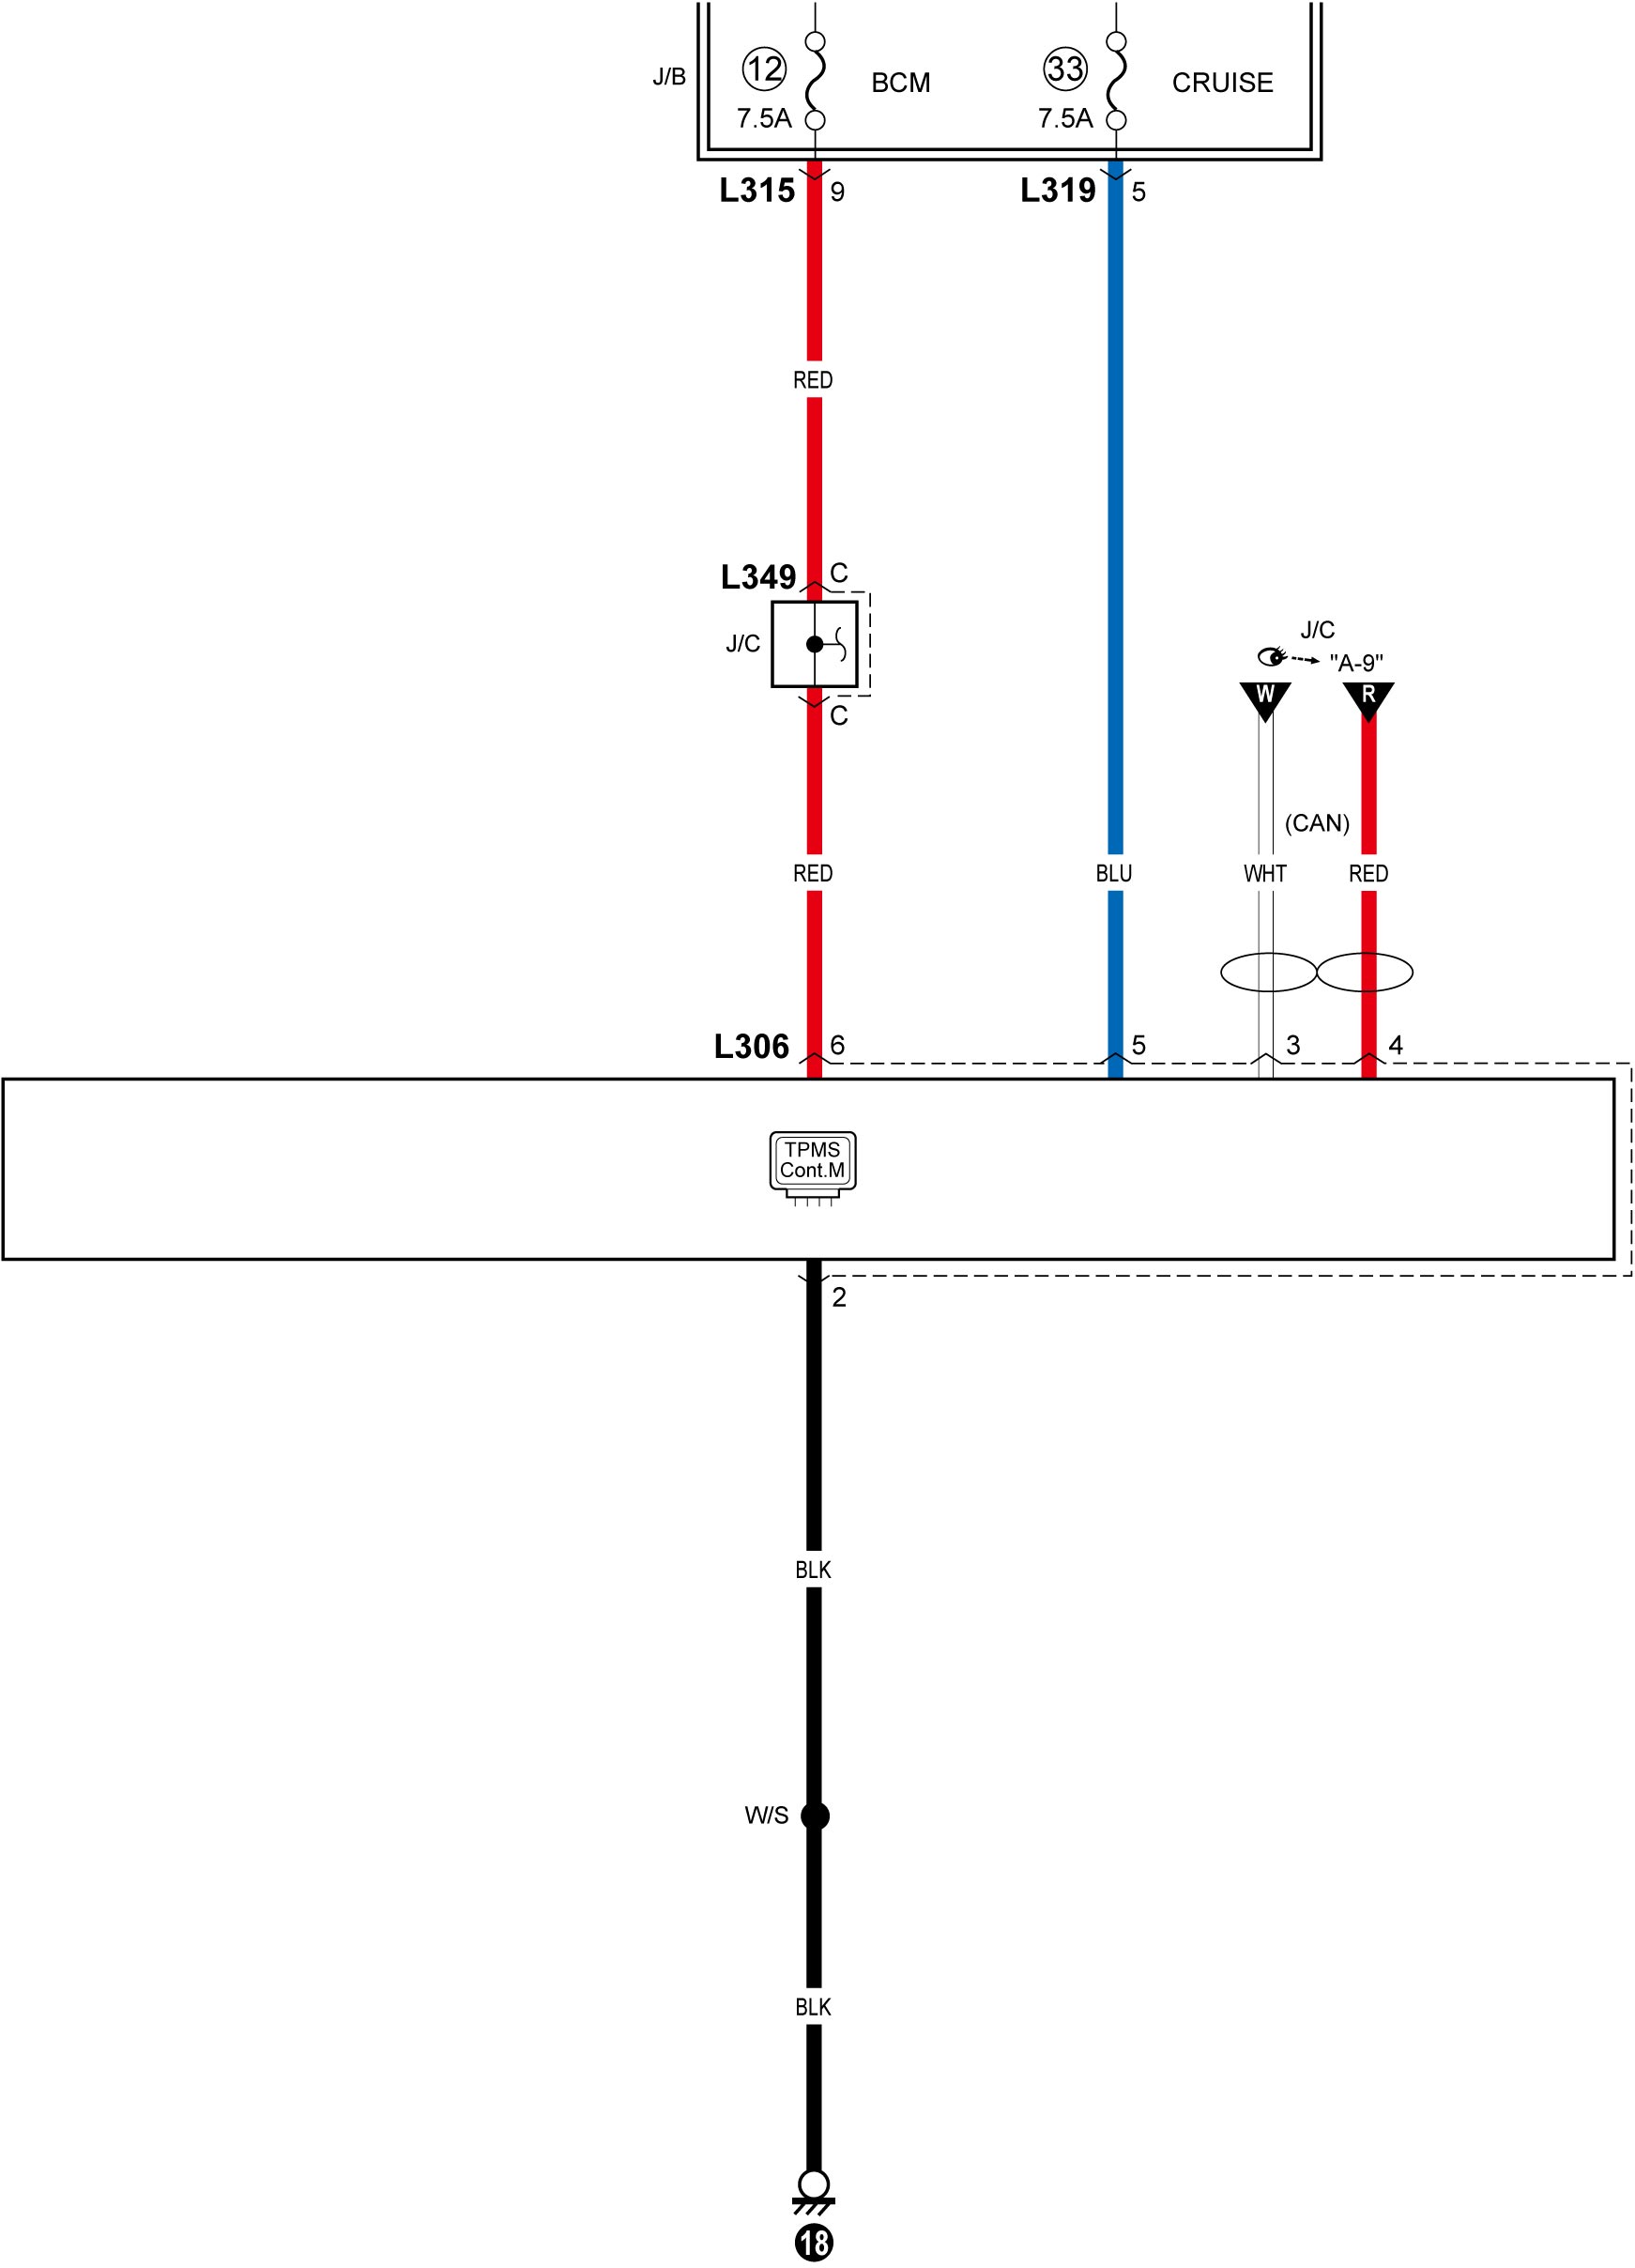 J/B
12
7.5A
BCM
33
7.5A
CRUISE
L315
9
L319
5
RED
L349
C
J/C
C
J/C
"A-9"
W
R
(CAN)
RED
BLU
WHT
RED
L306
6
5
3
4
TPMS
Cont.M
2
BLK
W/S
BLK
18